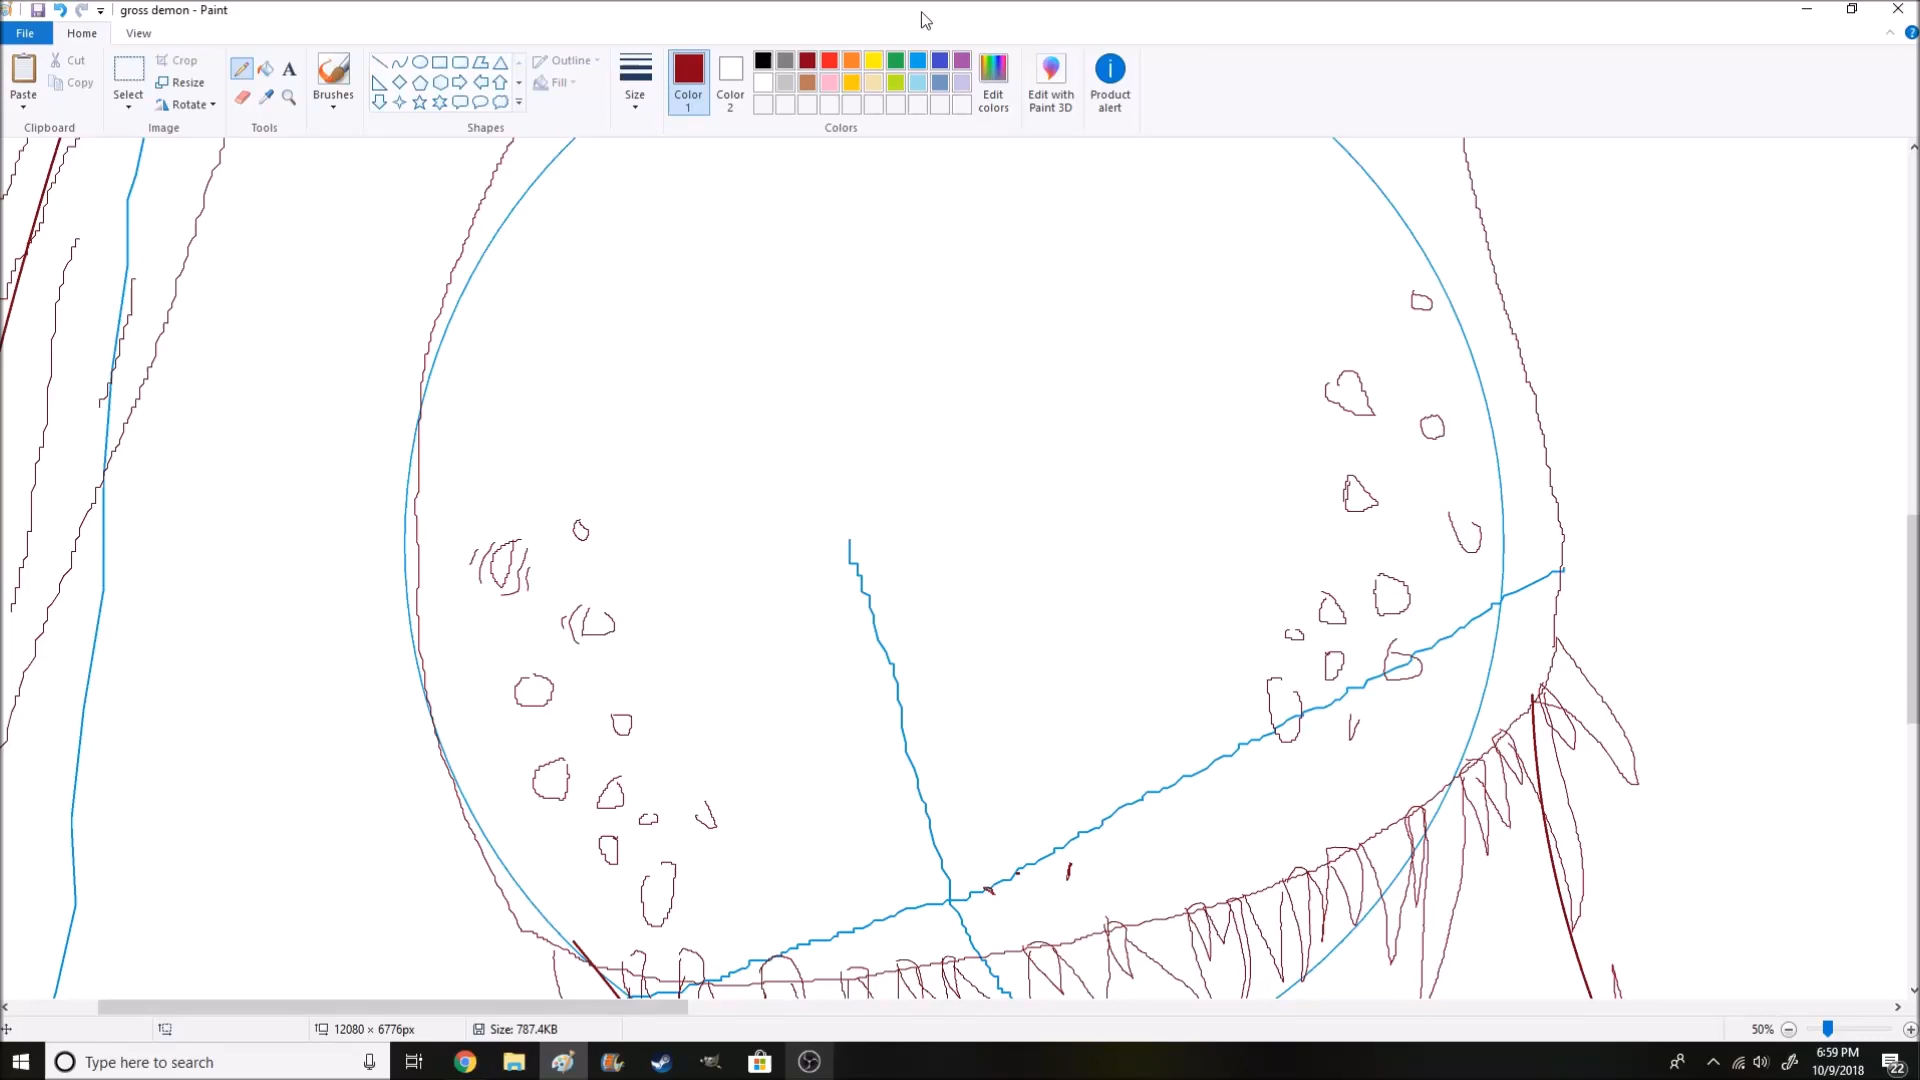 gross demon - Paint
File Home View
Paste Cut Copy Clipboard
Select Crop Resize Rotate Image
A Tools
Brushes
Shapes Outline Fill
Size
Color 1 Color 2 Edit colors Colors
Edit with Paint 3D
Product alert
12080 × 6776px Size: 787.4KB 50%
Type here to search
6:59 PM
10/9/2018
22